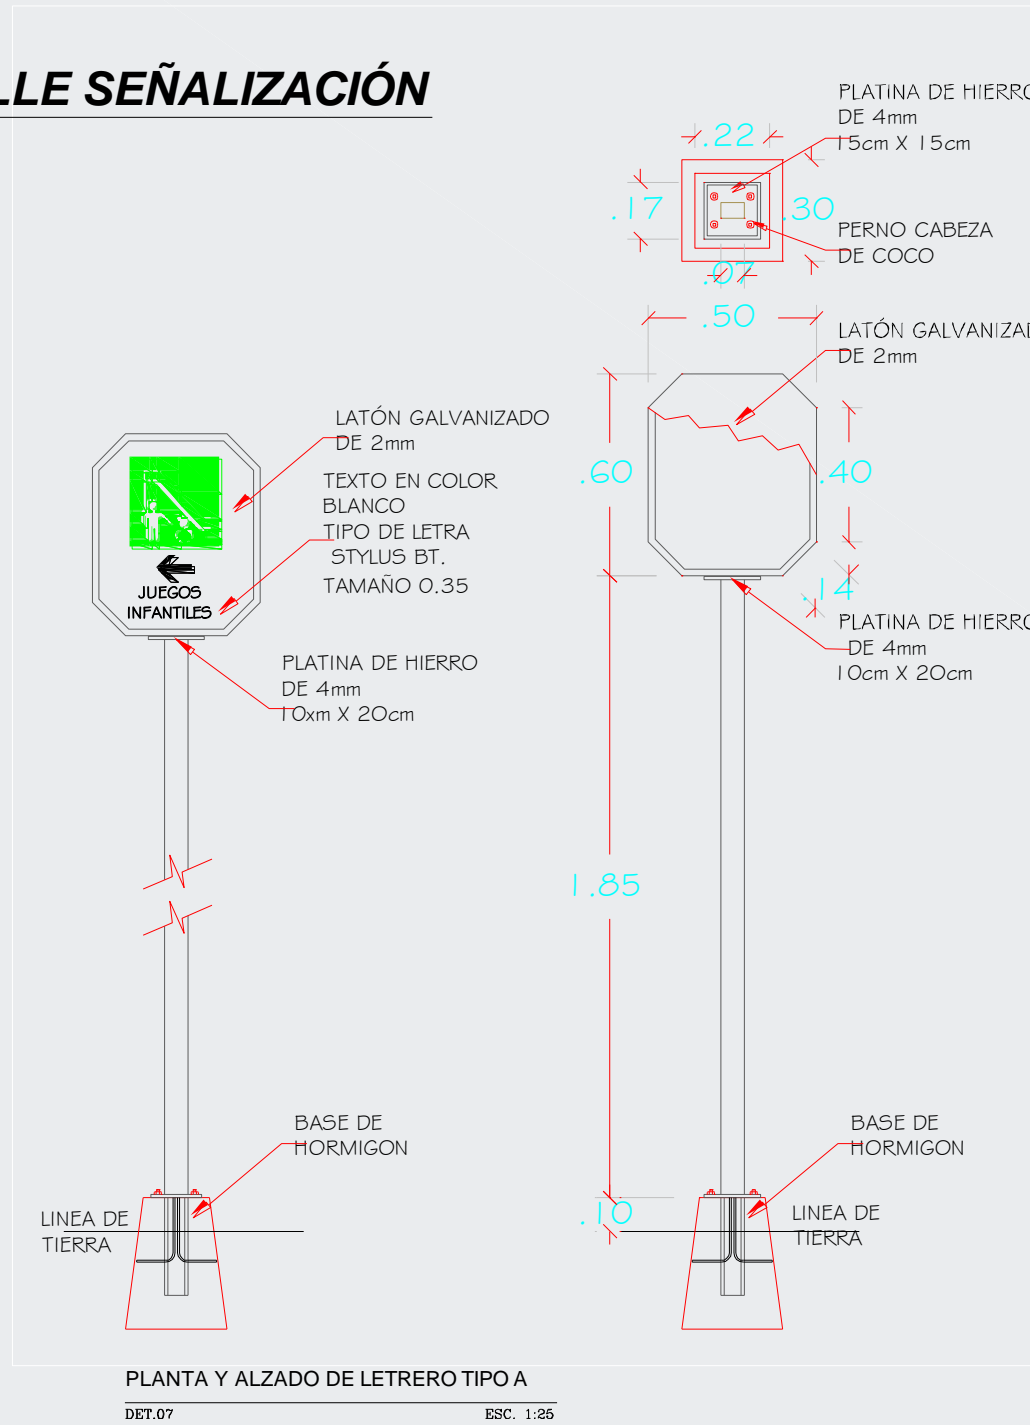 LLE SEÑALIZACIÓN
PLATINA DE HIERRO
DE 4mm
15cm X 15cm
.22
.17
.30
PERNO CABEZA
DE COCO
.07
.50
LATÓN GALVANIZAD
DE 2mm
LATÓN GALVANIZADO
DE 2mm
.60
.40
TEXTO EN COLOR
BLANCO
TIPO DE LETRA
STYLUS BT.
TAMAÑO 0.35
JUEGOS
INFANTILES
.14
PLATINA DE HIERRO
DE 4mm
10cm X 20cm
PLATINA DE HIERRO
DE 4mm
10xm X 20cm
1.85
BASE DE
HORMIGON
BASE DE
HORMIGON
.10
LINEA DE
TIERRA
LINEA DE
TIERRA
PLANTA Y ALZADO DE LETRERO TIPO A
DET.07 ESC. 1:25